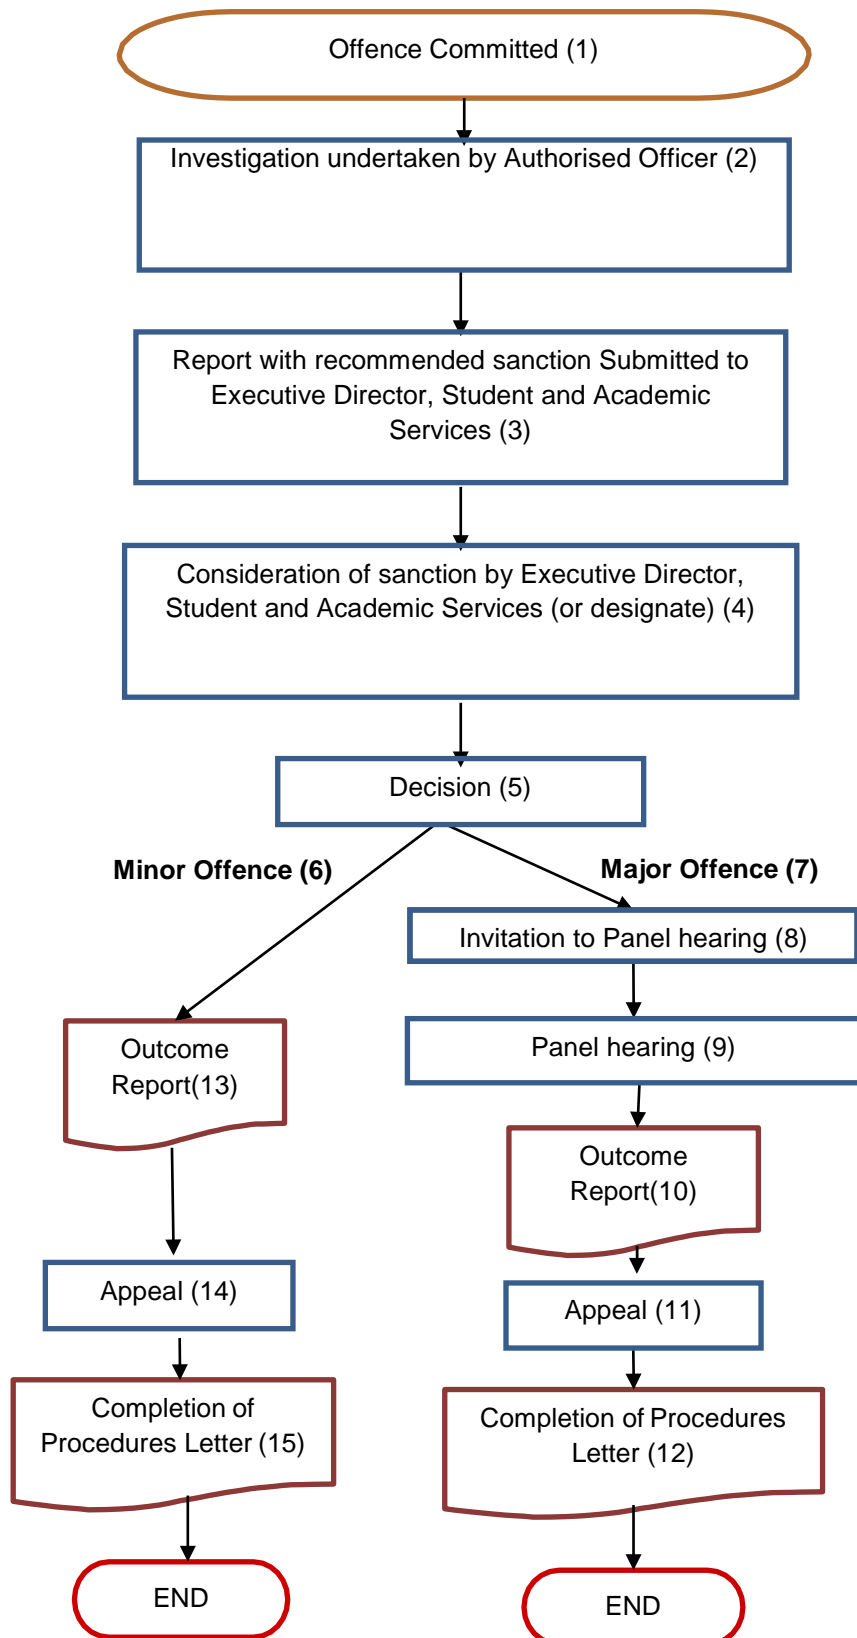 Offence Committed (1)
Investigation undertaken by Authorised Officer (2)
Report with recommended sanction Submitted to
Executive Director, Student and Academic
Services (3)
Consideration of sanction by Executive Director,
Student and Academic Services (or designate) (4)
Decision (5)
Minor Offence (6)
Major Offence (7)
Invitation to Panel hearing (8)
Panel hearing (9)
Outcome
Report(13)
Outcome
Report(10)
Appeal (14)
Appeal (11)
Completion of
Procedures Letter (15)
Completion of Procedures
Letter (12)
END
END